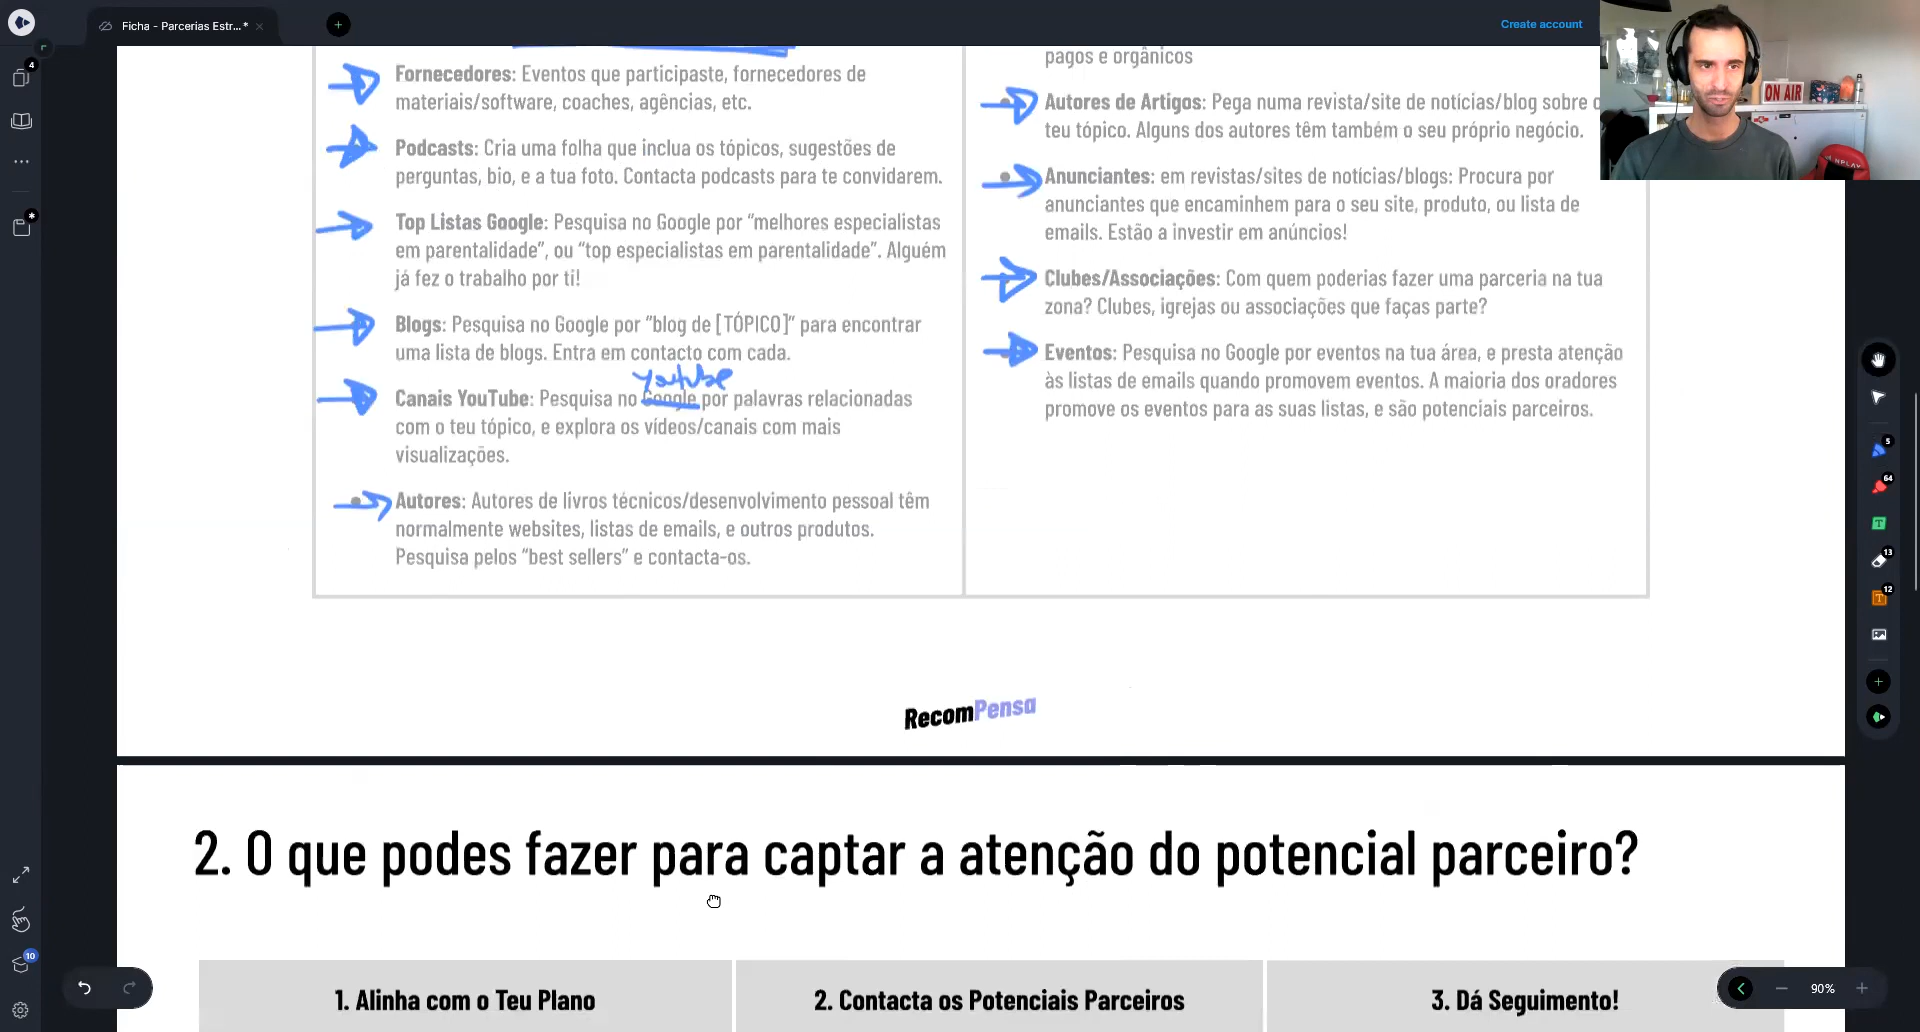 Ficha - Parcerias Estr...*
Create account
4
Fornecedores: Eventos que participaste, fornecedores de
materiais/software, coaches, agências, etc.
Podcasts: Cria uma folha que inclua os tópicos, sugestões de
perguntas, bio, e a tua foto. Contacta podcasts para te convidarem.
Top Listas Google: Pesquisa no Google por “melhores especialistas
em parentalidade”, ou “top especialistas em parentalidade”. Alguém
já fez o trabalho por ti!
Blogs: Pesquisa no Google por “blog de [TÓPICO]” para encontrar
uma lista de blogs. Entra em contacto com cada.
Youtube
Canais YouTube: Pesquisa no Google por palavras relacionadas
com o teu tópico, e explora os vídeos/canais com mais
visualizações.
Autores: Autores de livros técnicos/desenvolvimento pessoal têm
normalmente websites, listas de emails, e outros produtos.
Pesquisa pelos “best sellers” e contacta-os.
pagos e orgânicos
Autores de Artigos: Pega numa revista/site de notícias/blog sobre o
teu tópico. Alguns dos autores têm também o seu próprio negócio.
Anunciantes: em revistas/sites de notícias/blogs: Procura por
anunciantes que encaminhem para o seu site, produto, ou lista de
emails. Estão a investir em anúncios!
Clubes/Associações: Com quem poderias fazer uma parceria na tua
zona? Clubes, igrejas ou associações que faças parte?
Eventos: Pesquisa no Google por eventos na tua área, e presta atenção
às listas de emails quando promovem eventos. A maioria dos oradores
promove os eventos para as suas listas, e são potenciais parceiros.
ON AIR
5
64
13
12
RecomPensa
2. O que podes fazer para captar a atenção do potencial parceiro?
1. Alinha com o Teu Plano
2. Contacta os Potenciais Parceiros
3. Dá Seguimento!
10
90%